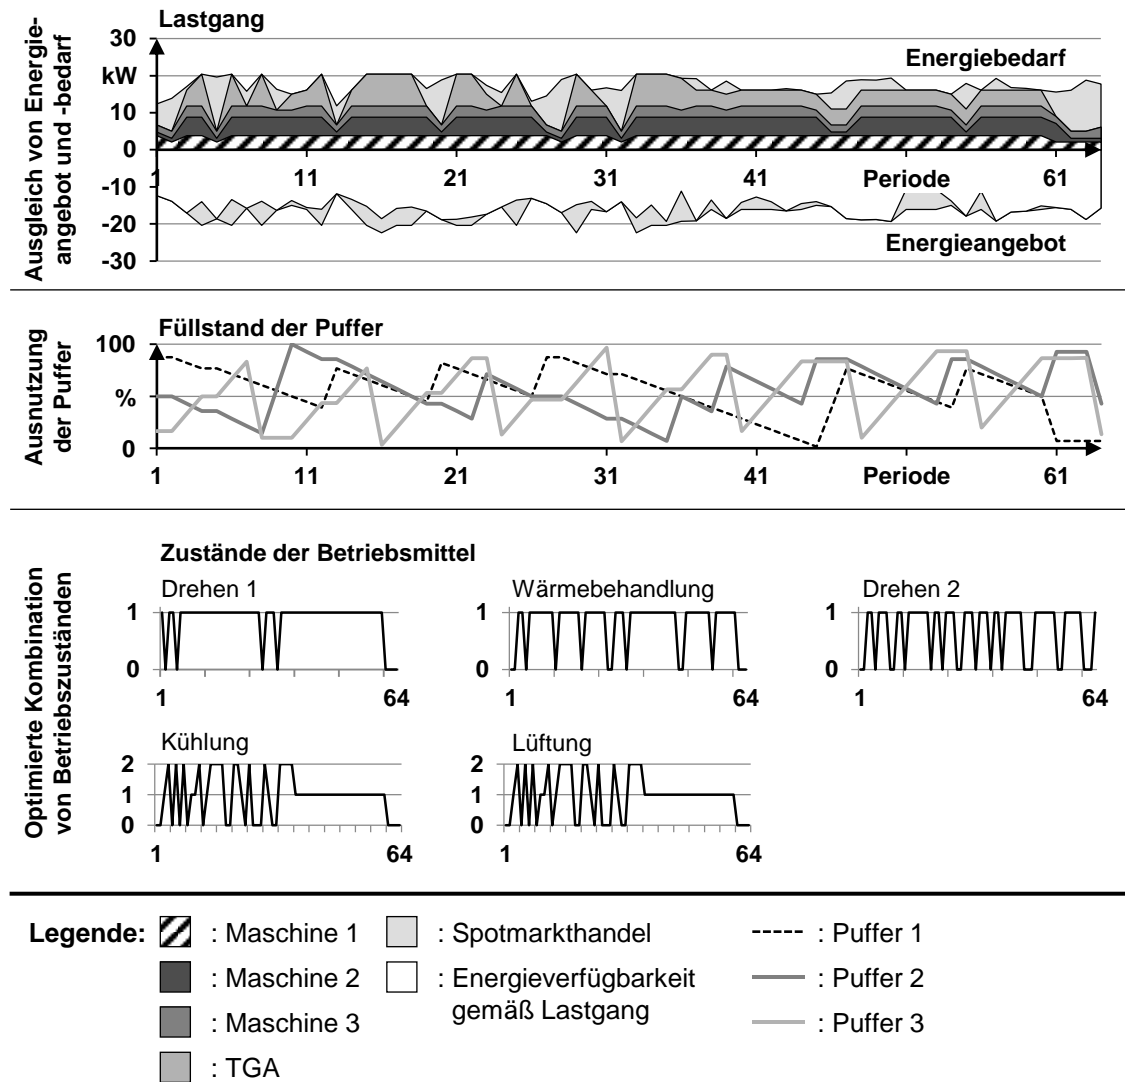 Ausgleich von Energie-
angebot und -bedarf
Lastgang
30
kW
10
0
-10
-20
-30
Energiebedarf
1
11
21
31
41
Periode
61
Energieangebot
Ausnutzung
der Puffer
Füllstand der Puffer
100
%
0
1
11
21
31
41
Periode
61
Optimierte Kombination
von Betriebszuständen
Zustände der Betriebsmittel
Drehen 1
1
0
1
64
Wärmebehandlung
1
0
1
64
Drehen 2
1
0
1
64
Kühlung
2
1
0
1
64
Lüftung
2
1
0
1
64
Legende:
: Maschine 1
: Maschine 2
: Maschine 3
: TGA
: Spotmarkthandel
: Energieverfügbarkeit
gemäß Lastgang
: Puffer 1
: Puffer 2
: Puffer 3